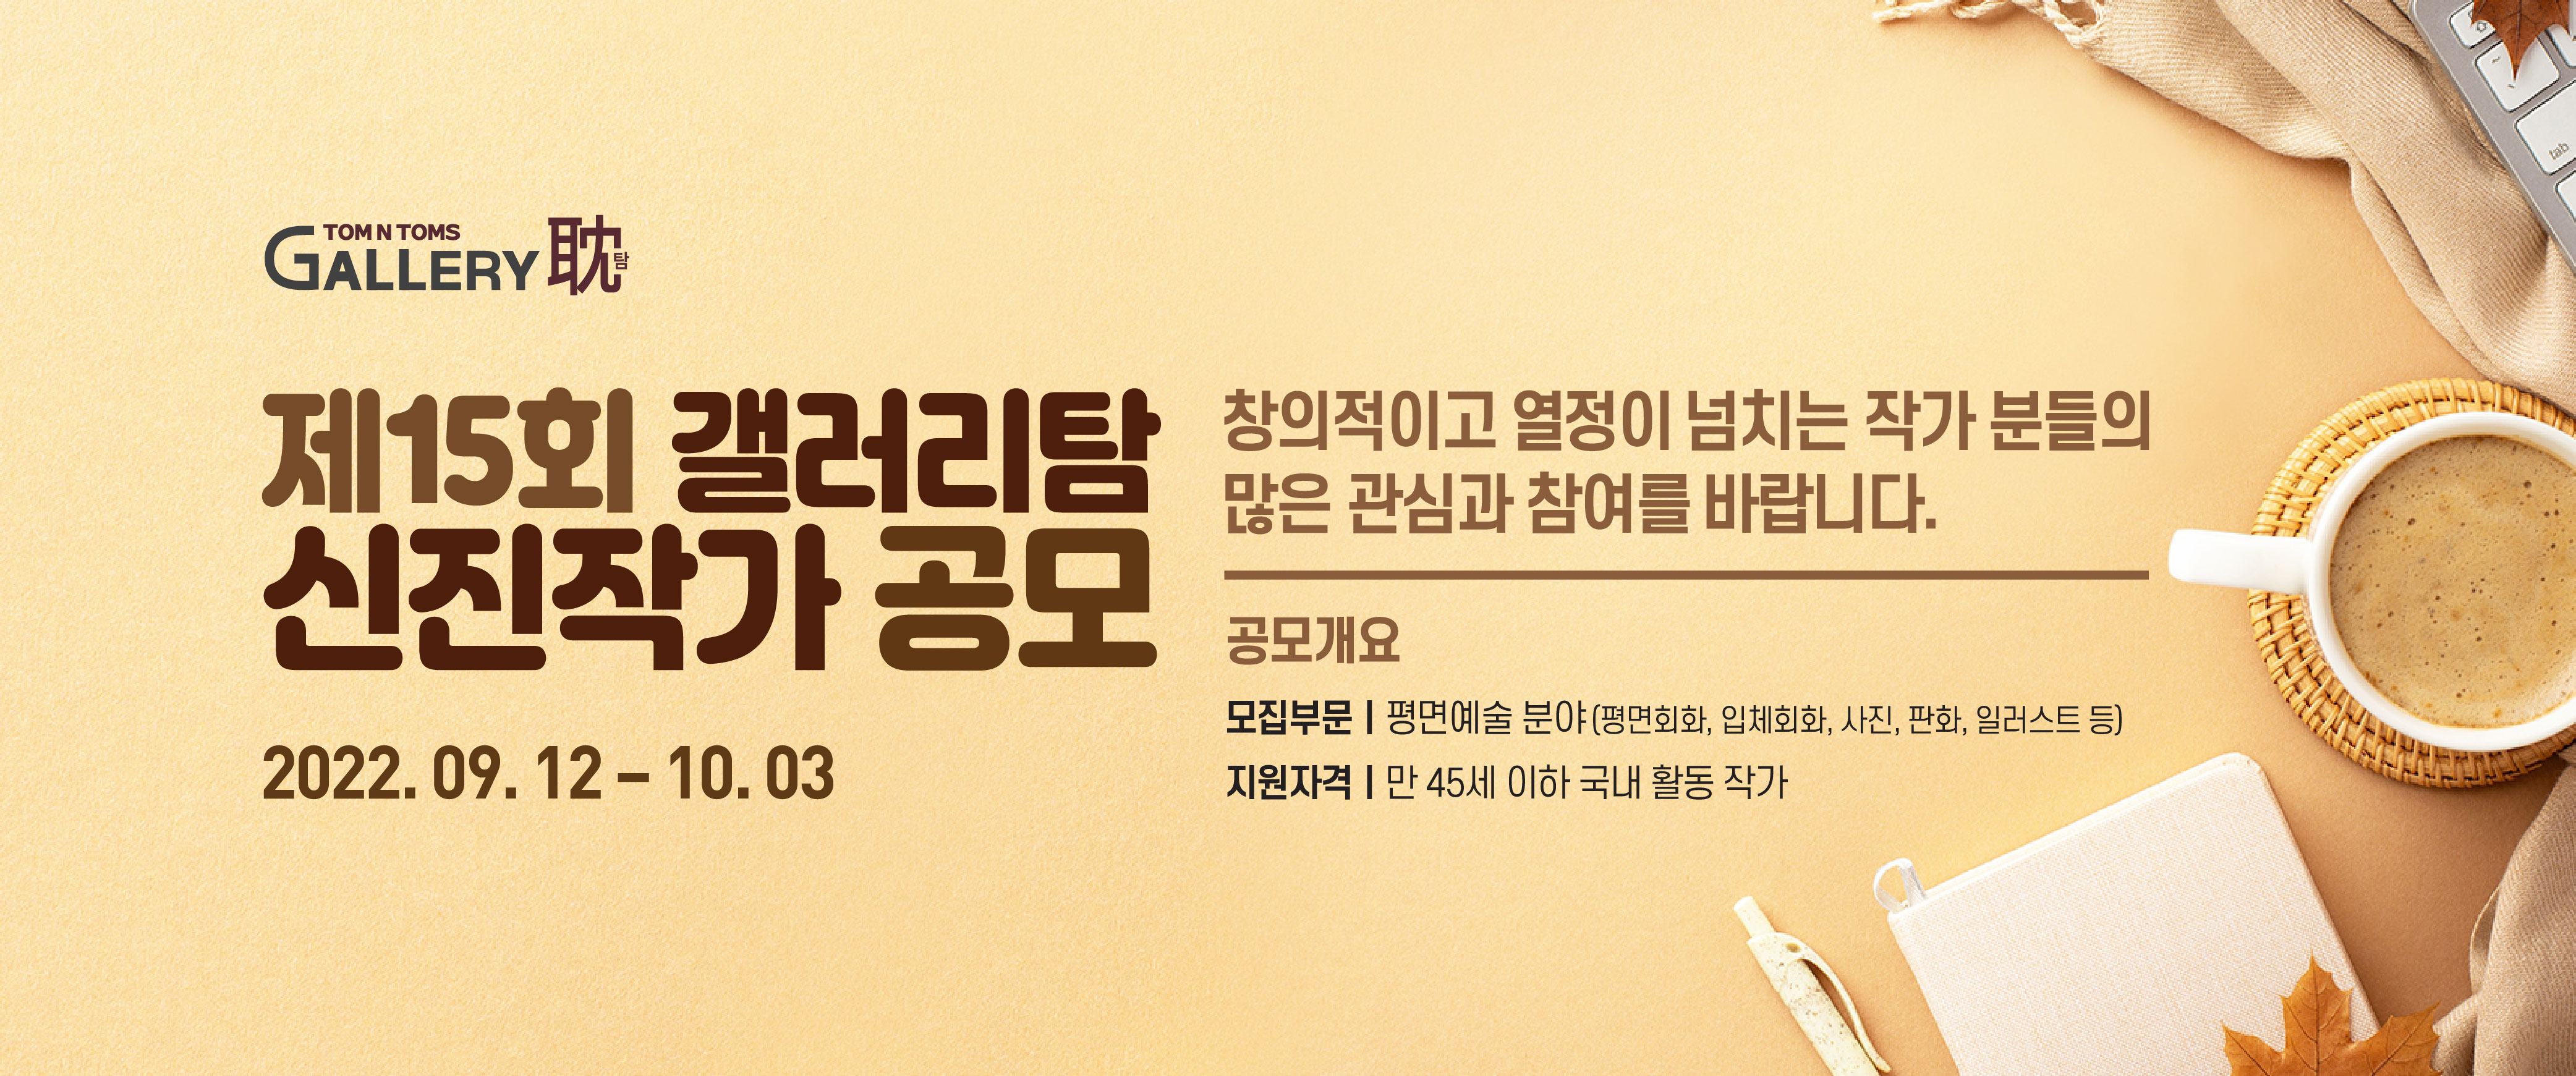 TOM N TOMS
GALLERY 耽 탐
제15회 갤러리탐
신진작가 공모
2022. 09. 12 – 10. 03
창의적이고 열정이 넘치는 작가 분들의
많은 관심과 참여를 바랍니다.
공모개요
모집부문 | 평면예술 분야 (평면회화, 입체회화, 사진, 판화, 일러스트 등)
지원자격 | 만 45세 이하 국내 활동 작가
tab